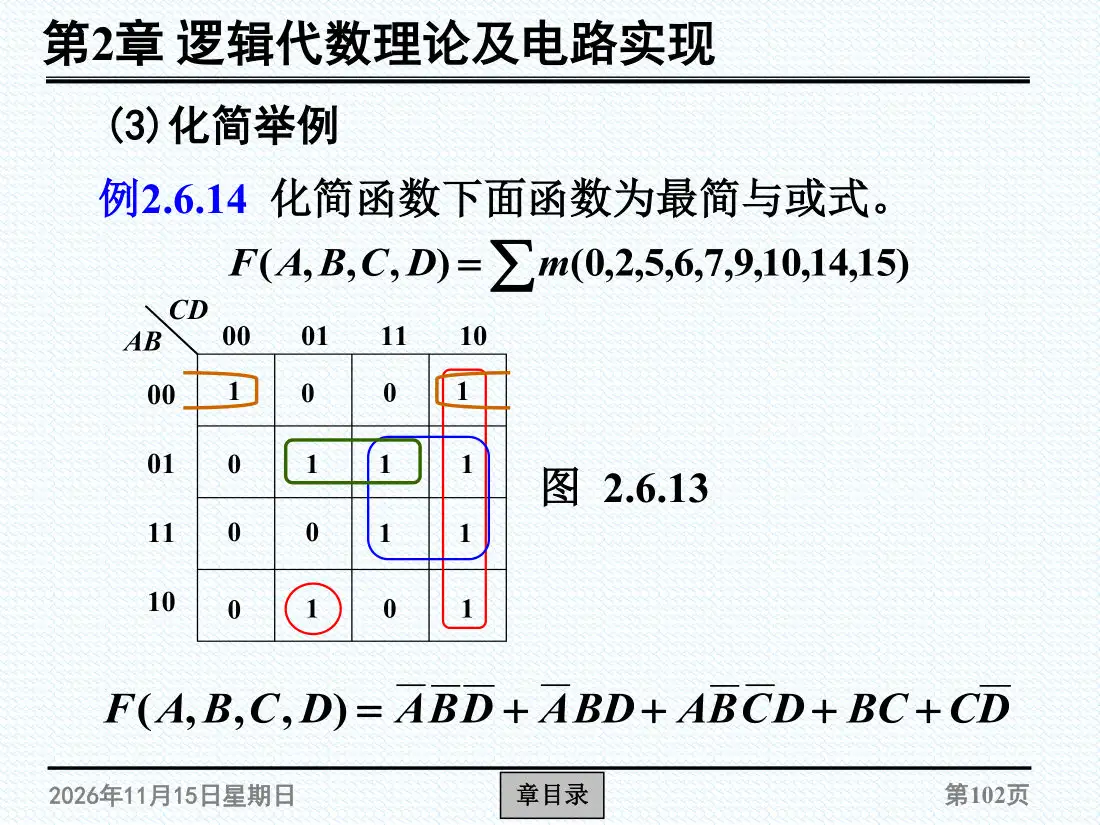 第2章 逻辑代数理论及电路实现
(3)化简举例
例2.6.14 化简函数下面函数为最简与或式。
F(A,B,C,D)=∑m(0,2,5,6,7,9,10,14,15)
CD
AB 00 01 11 10
00 1 0 0 1
01 0 1 1 1
图 2.6.13
11 0 0 1 1
10 0 1 0 1
F(A,B,C,D)=A̅B̅D̅+A̅BD+AB̅C̅D+BC+CD̅
2026年11月15日星期日 章目录 第102页